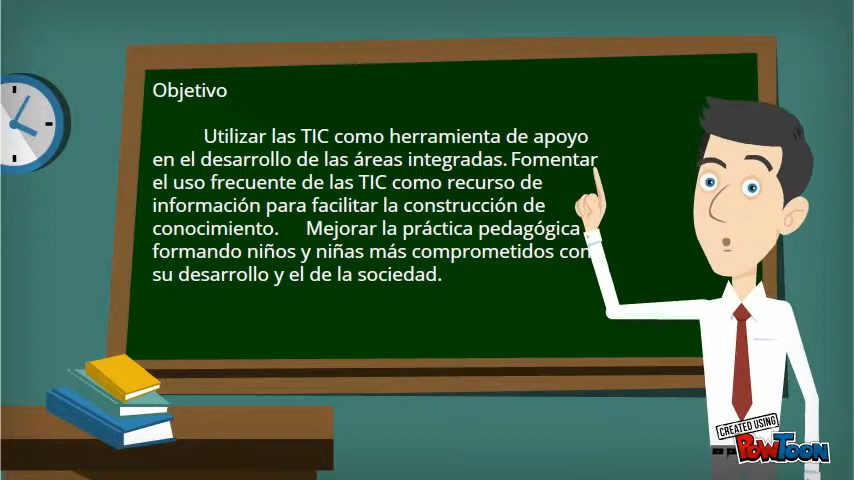 Objetivo
Utilizar las TIC como herramienta de apoyo
en el desarrollo de las áreas integradas. Fomentar
el uso frecuente de las TIC como recurso de
información para facilitar la construcción de
conocimiento. Mejorar la práctica pedagógica
formando niños y niñas más comprometidos con
su desarrollo y el de la sociedad.
CREATED USING
POWTOON